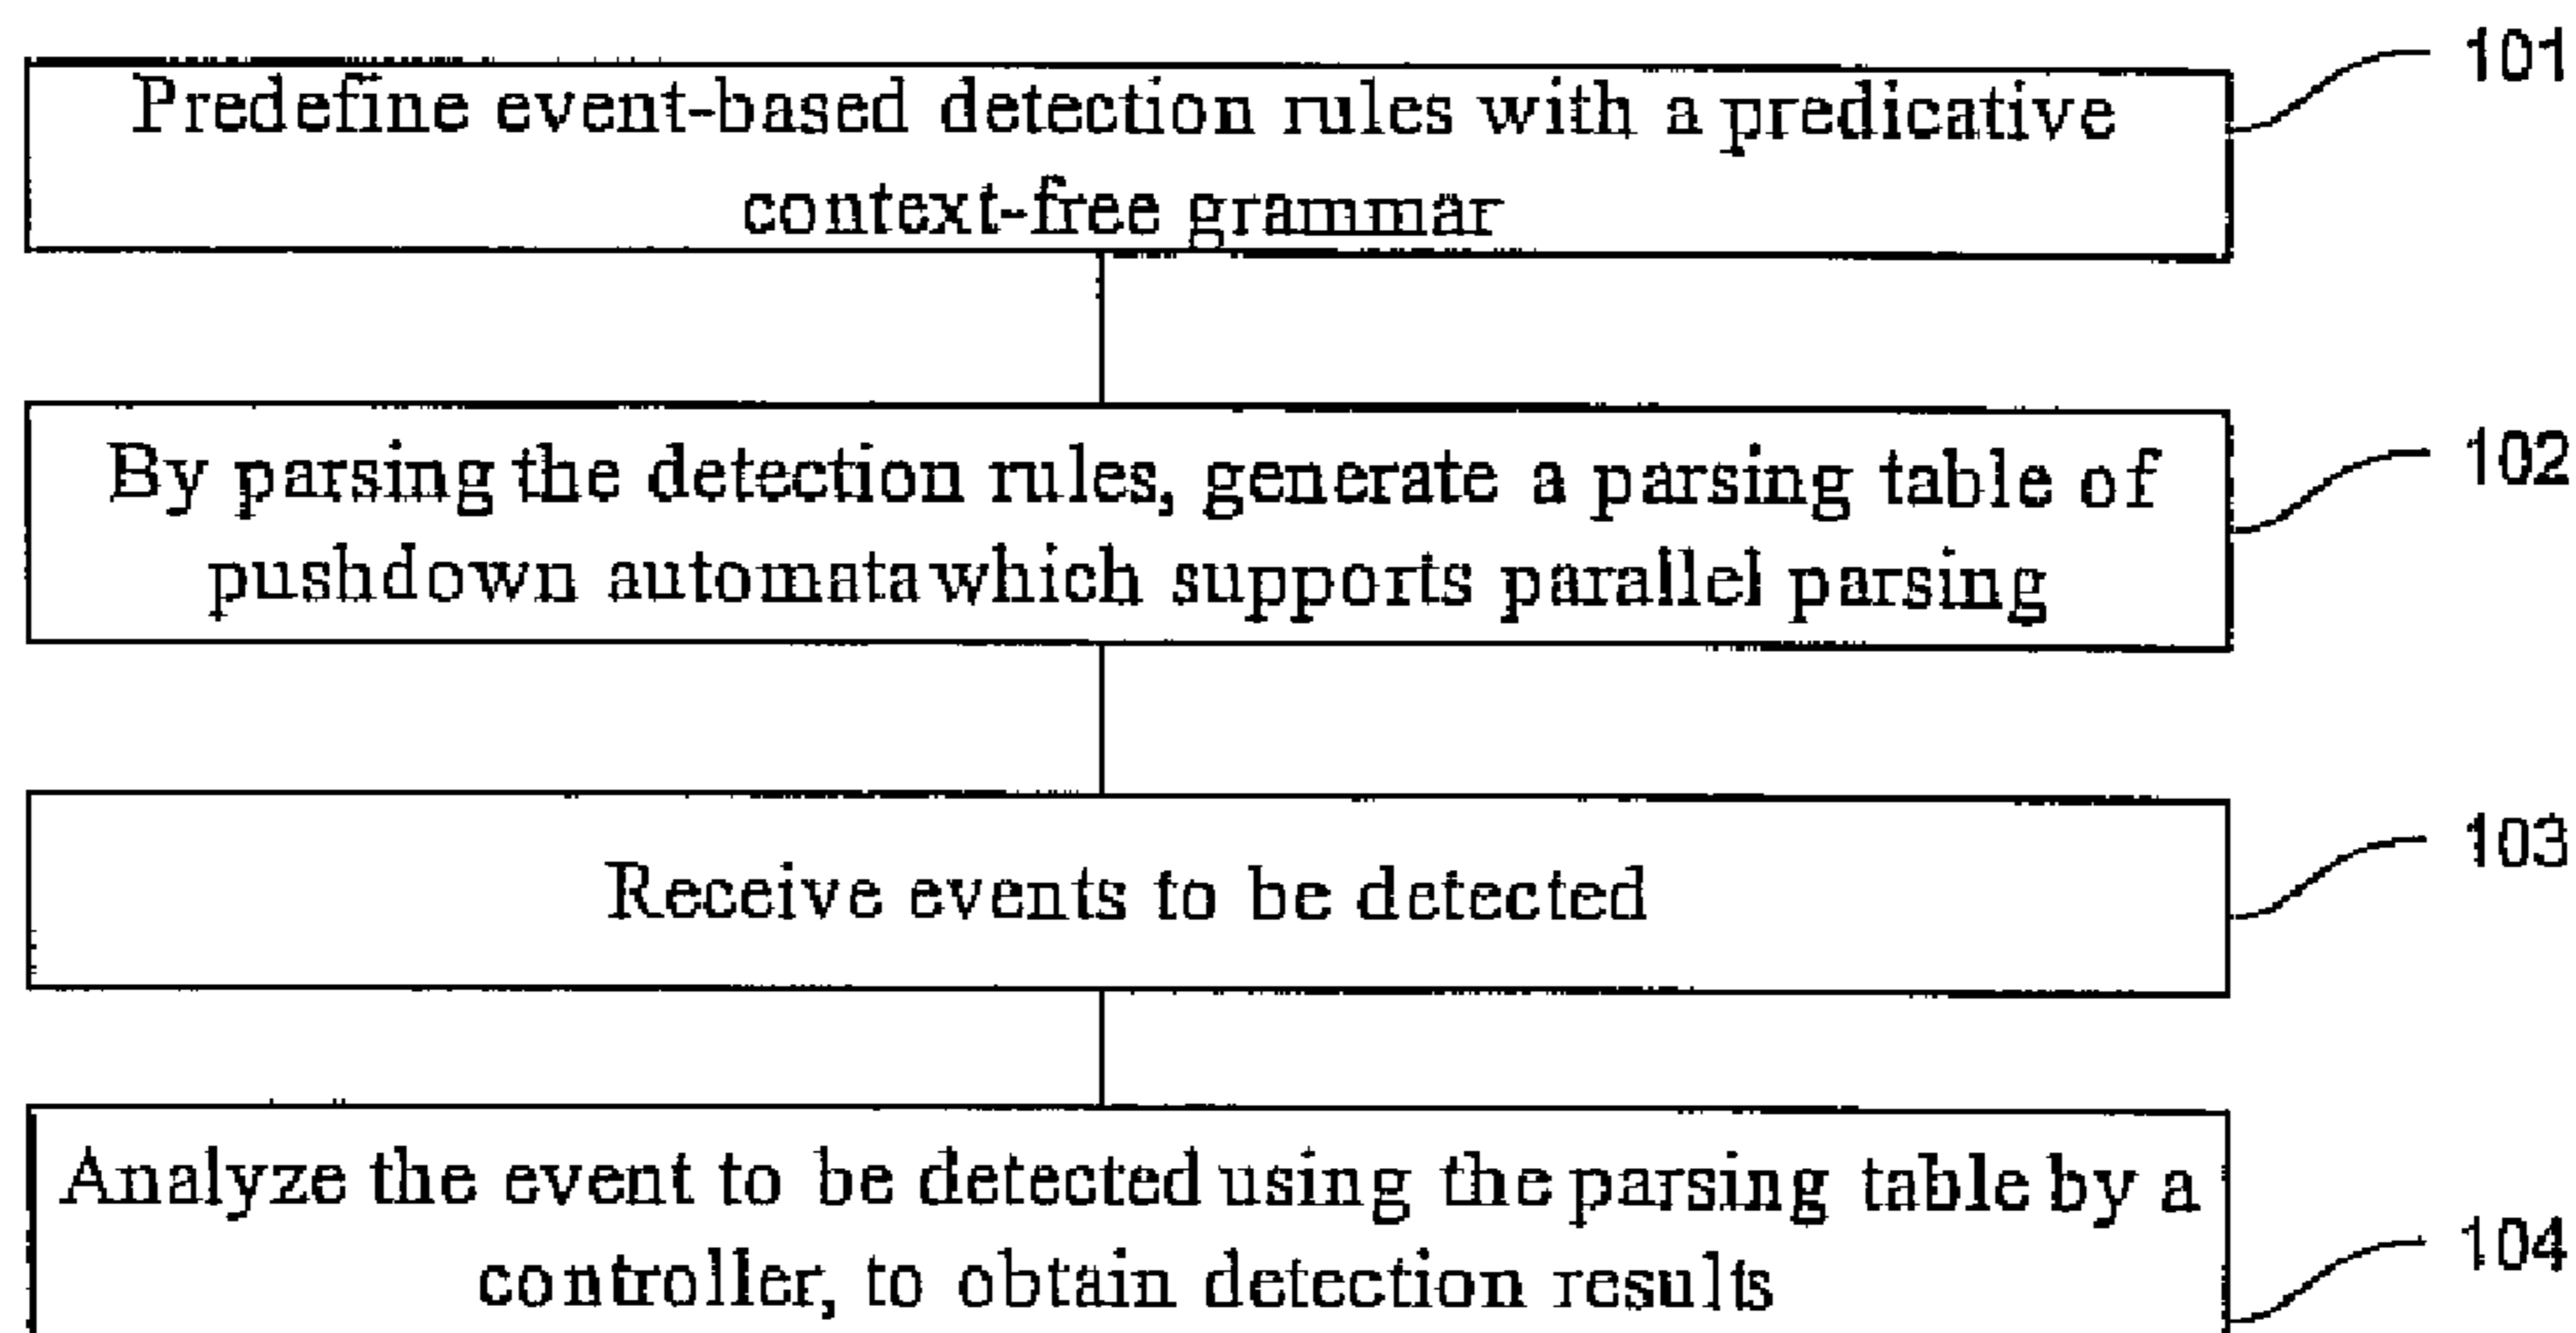 101
Predefine event-based detection rules with a predicative
context-free grammar
102
By parsing the detection rules, generate a parsing table of
pushdown automata which supports parallel parsing
103
Receive events to be detected
Analyze the event to be detected using the parsing table by a
104
controller, to obtain detection results